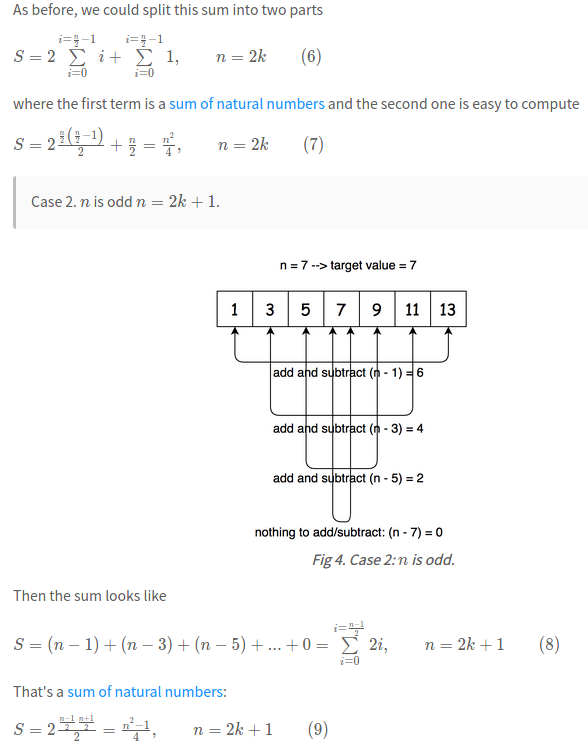 As before, we could split this sum into two parts
$S = 2\sum_{i=0}^{i=\frac{n}{2}-1} i + \sum_{i=0}^{i=\frac{n}{2}-1} 1, \qquad n = 2k \qquad (6)$
where the first term is a sum of natural numbers and the second one is easy to compute
$S = 2\frac{\frac{n}{2}\left(\frac{n}{2}-1\right)}{2} + \frac{n}{2} = \frac{n^2}{4}, \qquad n = 2k \qquad (7)$
Case 2. n is odd n = 2k + 1.
n = 7 --> target value = 7
1 3 5 7 9 11 13
add and subtract (n - 1) = 6
add and subtract (n - 3) = 4
add and subtract (n - 5) = 2
nothing to add/subtract: (n - 7) = 0
Fig 4. Case 2: n is odd.
Then the sum looks like
$S = (n-1) + (n-3) + (n-5) + \ldots + 0 = \sum_{i=0}^{i=\frac{n-1}{2}} 2i, \qquad n = 2k+1 \qquad (8)$
That's a sum of natural numbers:
$S = 2\frac{\frac{n-1}{2}\frac{n+1}{2}}{2} = \frac{n^2-1}{4}, \qquad n = 2k+1 \qquad (9)$